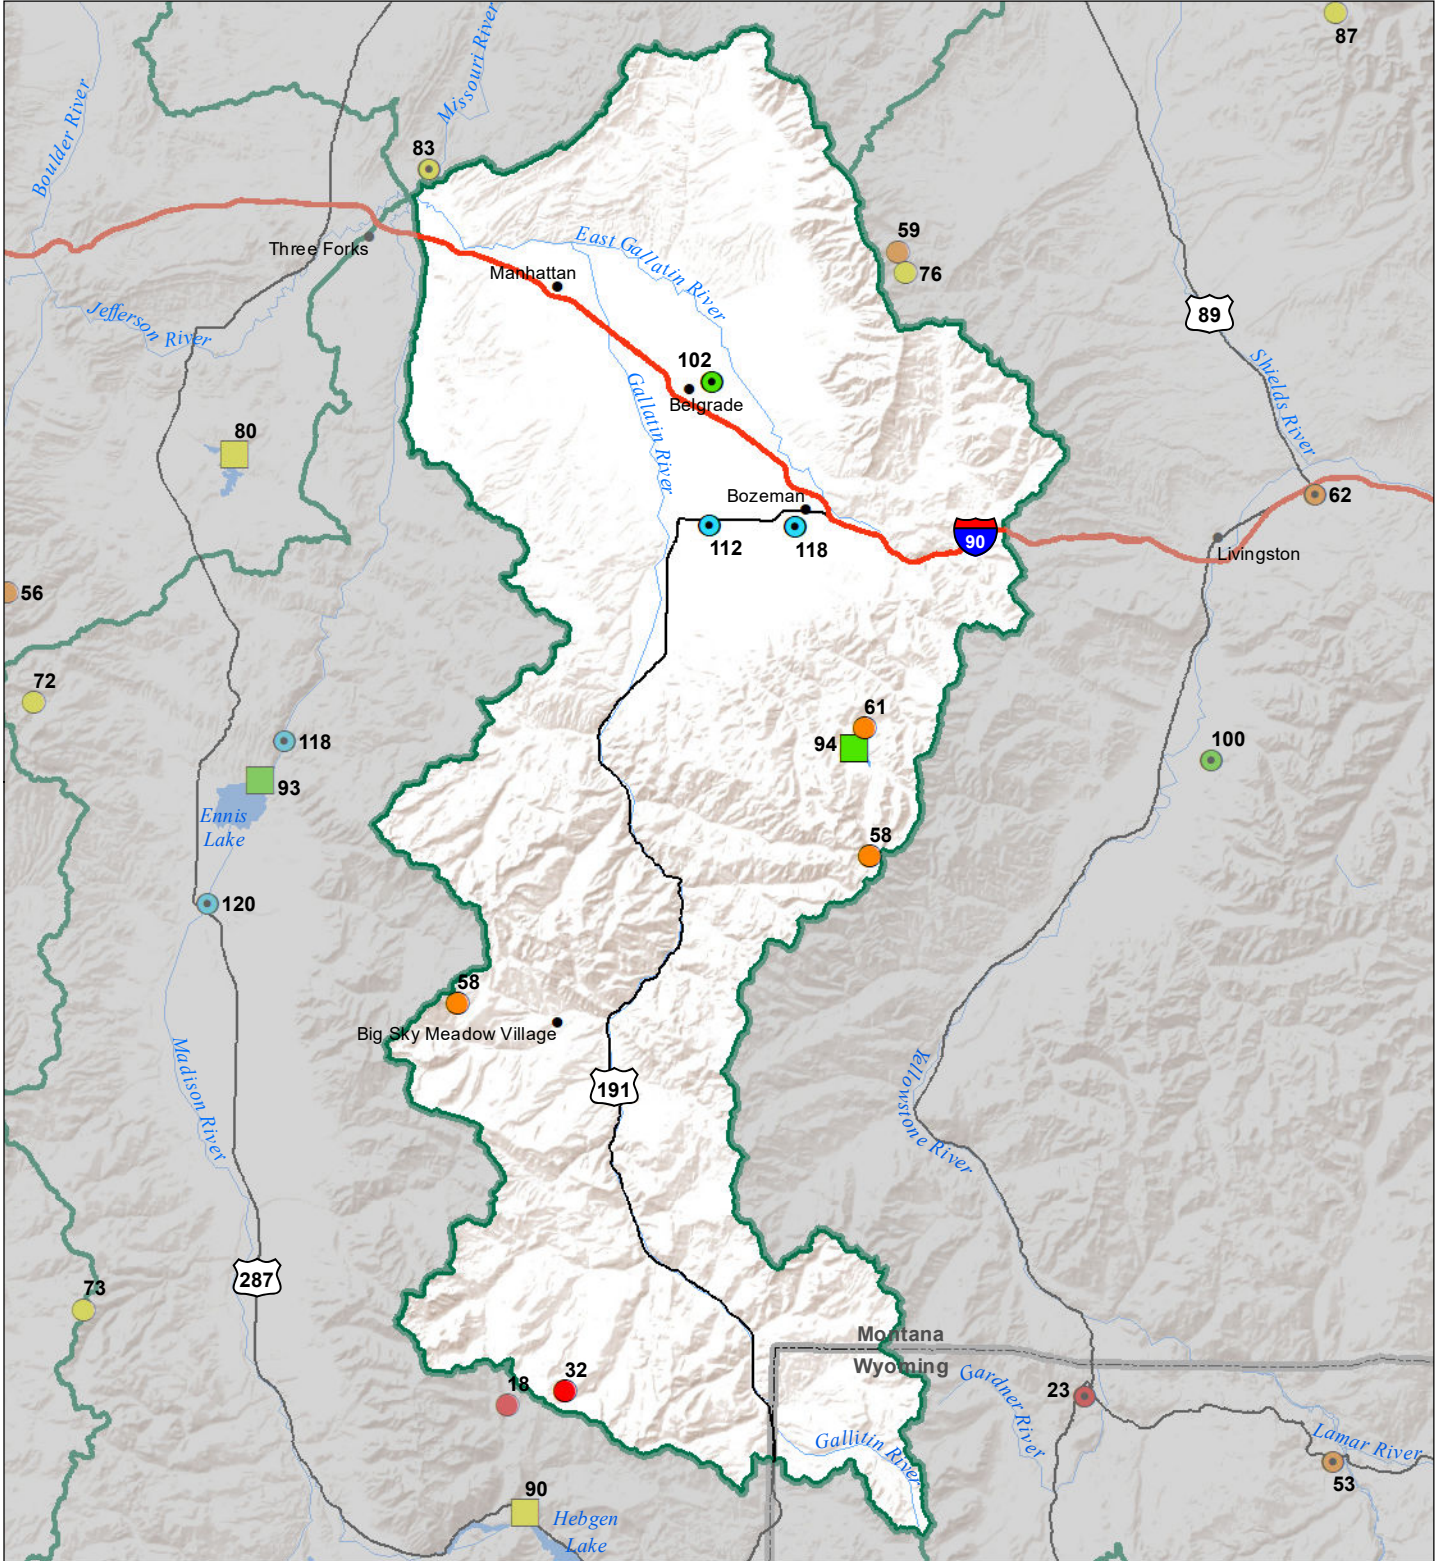 87
Missouri River
Boulder River
83
59
76
Three Forks
East Gallatin River
Manhattan
89
Jefferson River
Shields River
102
Belgrade
Gallatin River
80
Bozeman
62
112
118
90
Livingston
56
72
61
94
118
100
93
Ennis
Lake
58
120
58
Big Sky Meadow Village
Madison River
Yellowstone River
191
287
73
Montana
Wyoming
18
32
Gardner River
23
Gallitin River
Lamar River
53
90
Hebgen
Lake